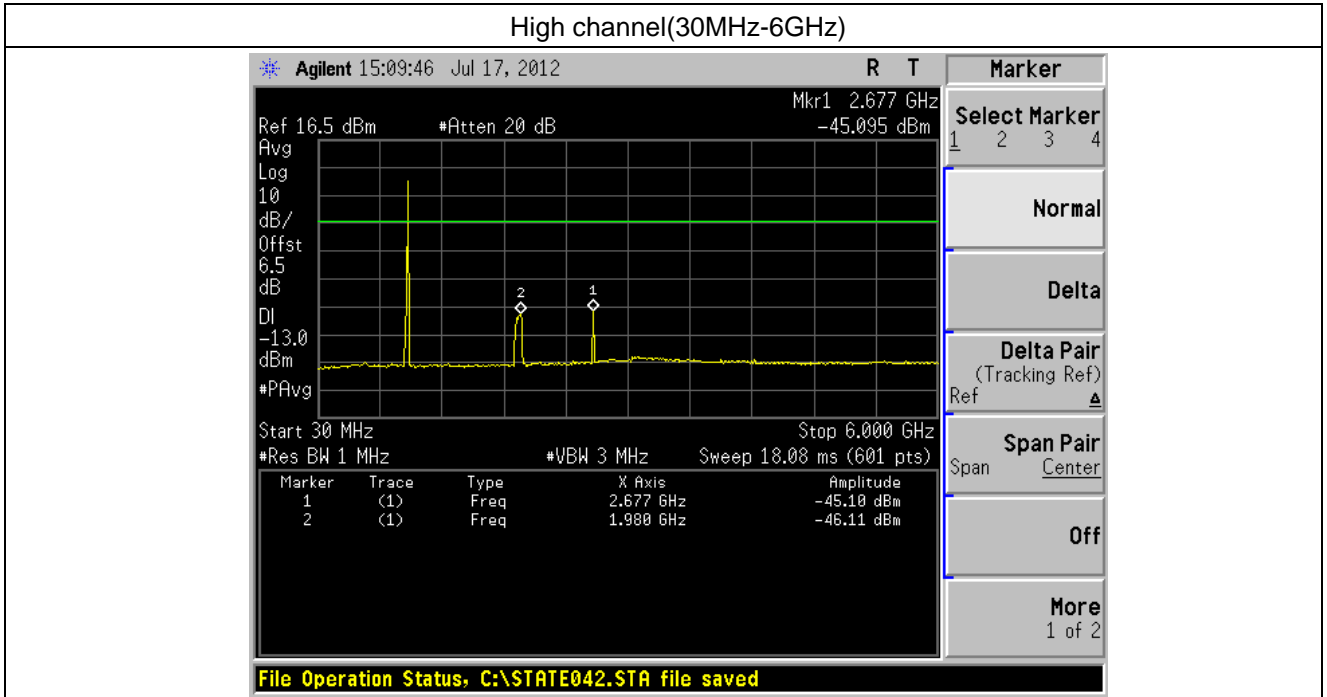 High channel(30MHz-6GHz)
Agilent 15:09:46 Jul 17, 2012 R T
Mkr1 2.677 GHz
Ref 16.5 dBm #Atten 20 dB -45.095 dBm
Avg
Log
10
dB/
Offst
6.5
dB
DI
-13.0
dBm
#PAvg
2 1
Start 30 MHz Stop 6.000 GHz
#Res BW 1 MHz #VBW 3 MHz Sweep 18.08 ms (601 pts)
Marker Trace Type X Axis Amplitude
1 (1) Freq 2.677 GHz -45.10 dBm
2 (1) Freq 1.980 GHz -46.11 dBm
File Operation Status, C:\STATE042.STA file saved
Marker
Select Marker
1 2 3 4
Normal
Delta
Delta Pair
(Tracking Ref)
Ref Δ
Span Pair
Span Center
Off
More
1 of 2